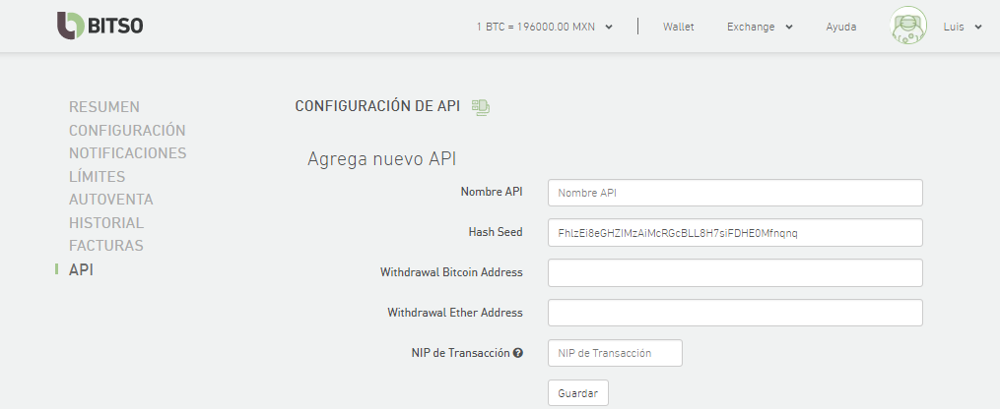 BITSO
1 BTC = 196000.00 MXN
Wallet
Exchange
Ayuda
Luis
RESUMEN
CONFIGURACIÓN
NOTIFICACIONES
LÍMITES
AUTOVENTA
HISTORIAL
FACTURAS
API
CONFIGURACIÓN DE API
Agrega nuevo API
Nombre API
Nombre API
Hash Seed
FhlzEi8eGHZIMzAiMcRGcBLL8H7siFDHE0Mfnqnq
Withdrawal Bitcoin Address
Withdrawal Ether Address
NIP de Transacción
NIP de Transacción
Guardar